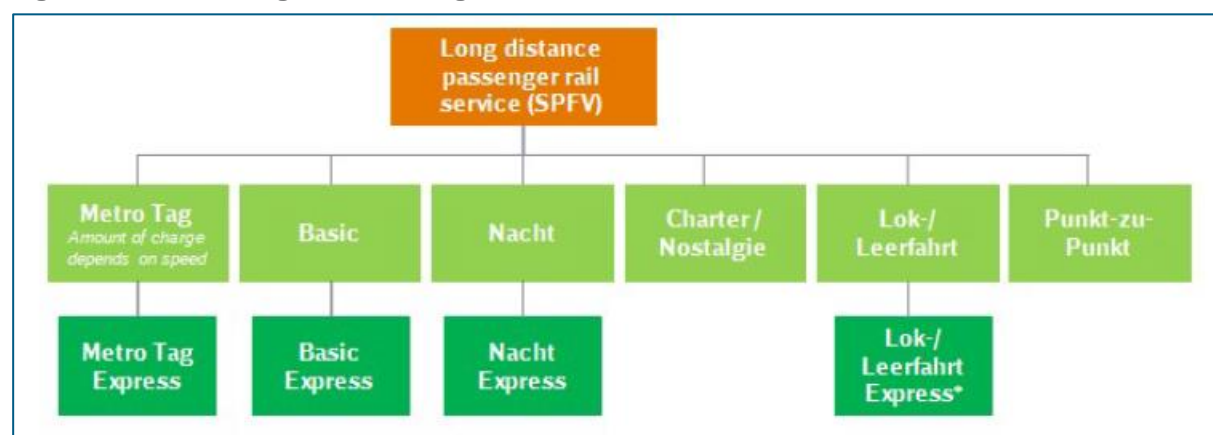 Long distance
passenger rail
service (SPFV)
Metro Tag
Amount of charge
depends on speed
Basic
Nacht
Charter /
Nostalgie
Lok-/
Leerfahrt
Punkt-zu-
Punkt
Metro Tag
Express
Basic
Express
Nacht
Express
Lok-/
Leerfahrt
Express*